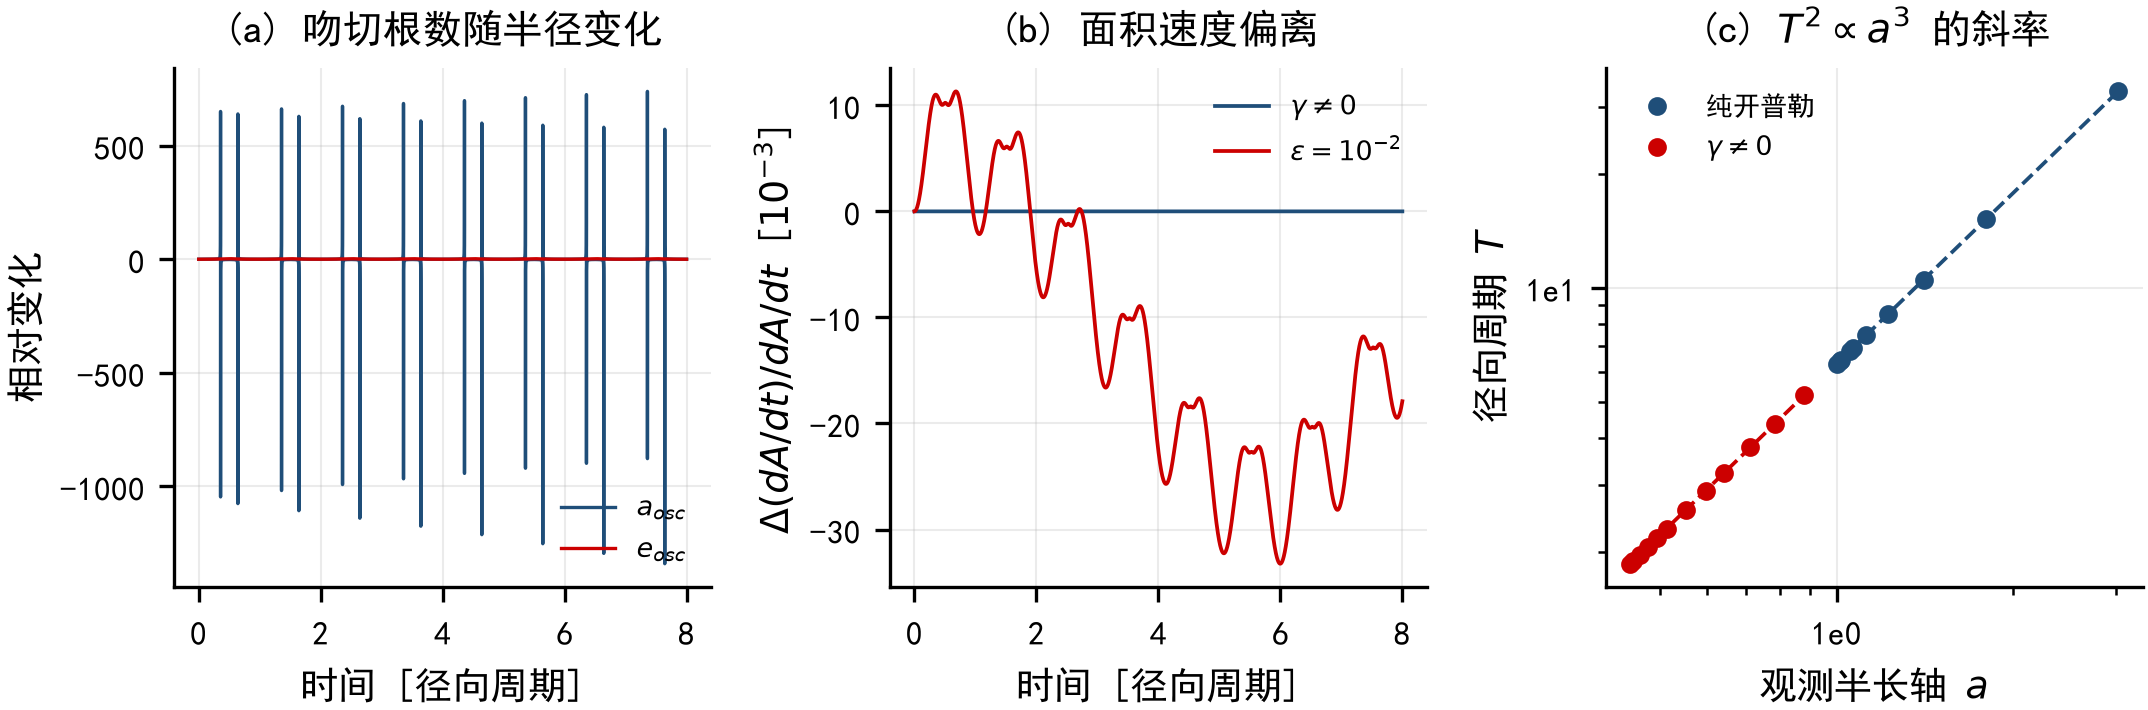 (a) 吻切根数随半径变化
500
0
−500
−1000
相对变化
a_osc
e_osc
0 2 4 6 8
时间 [径向周期]
(b) 面积速度偏离
10
0
−10
−20
−30
Δ(dA/dt)/dA/dt [10⁻³]
γ ≠ 0
ε = 10⁻²
0 2 4 6 8
时间 [径向周期]
(c) T² ∝ a³ 的斜率
纯开普勒
γ ≠ 0
径向周期 T
1e1
1e0
观测半长轴 a